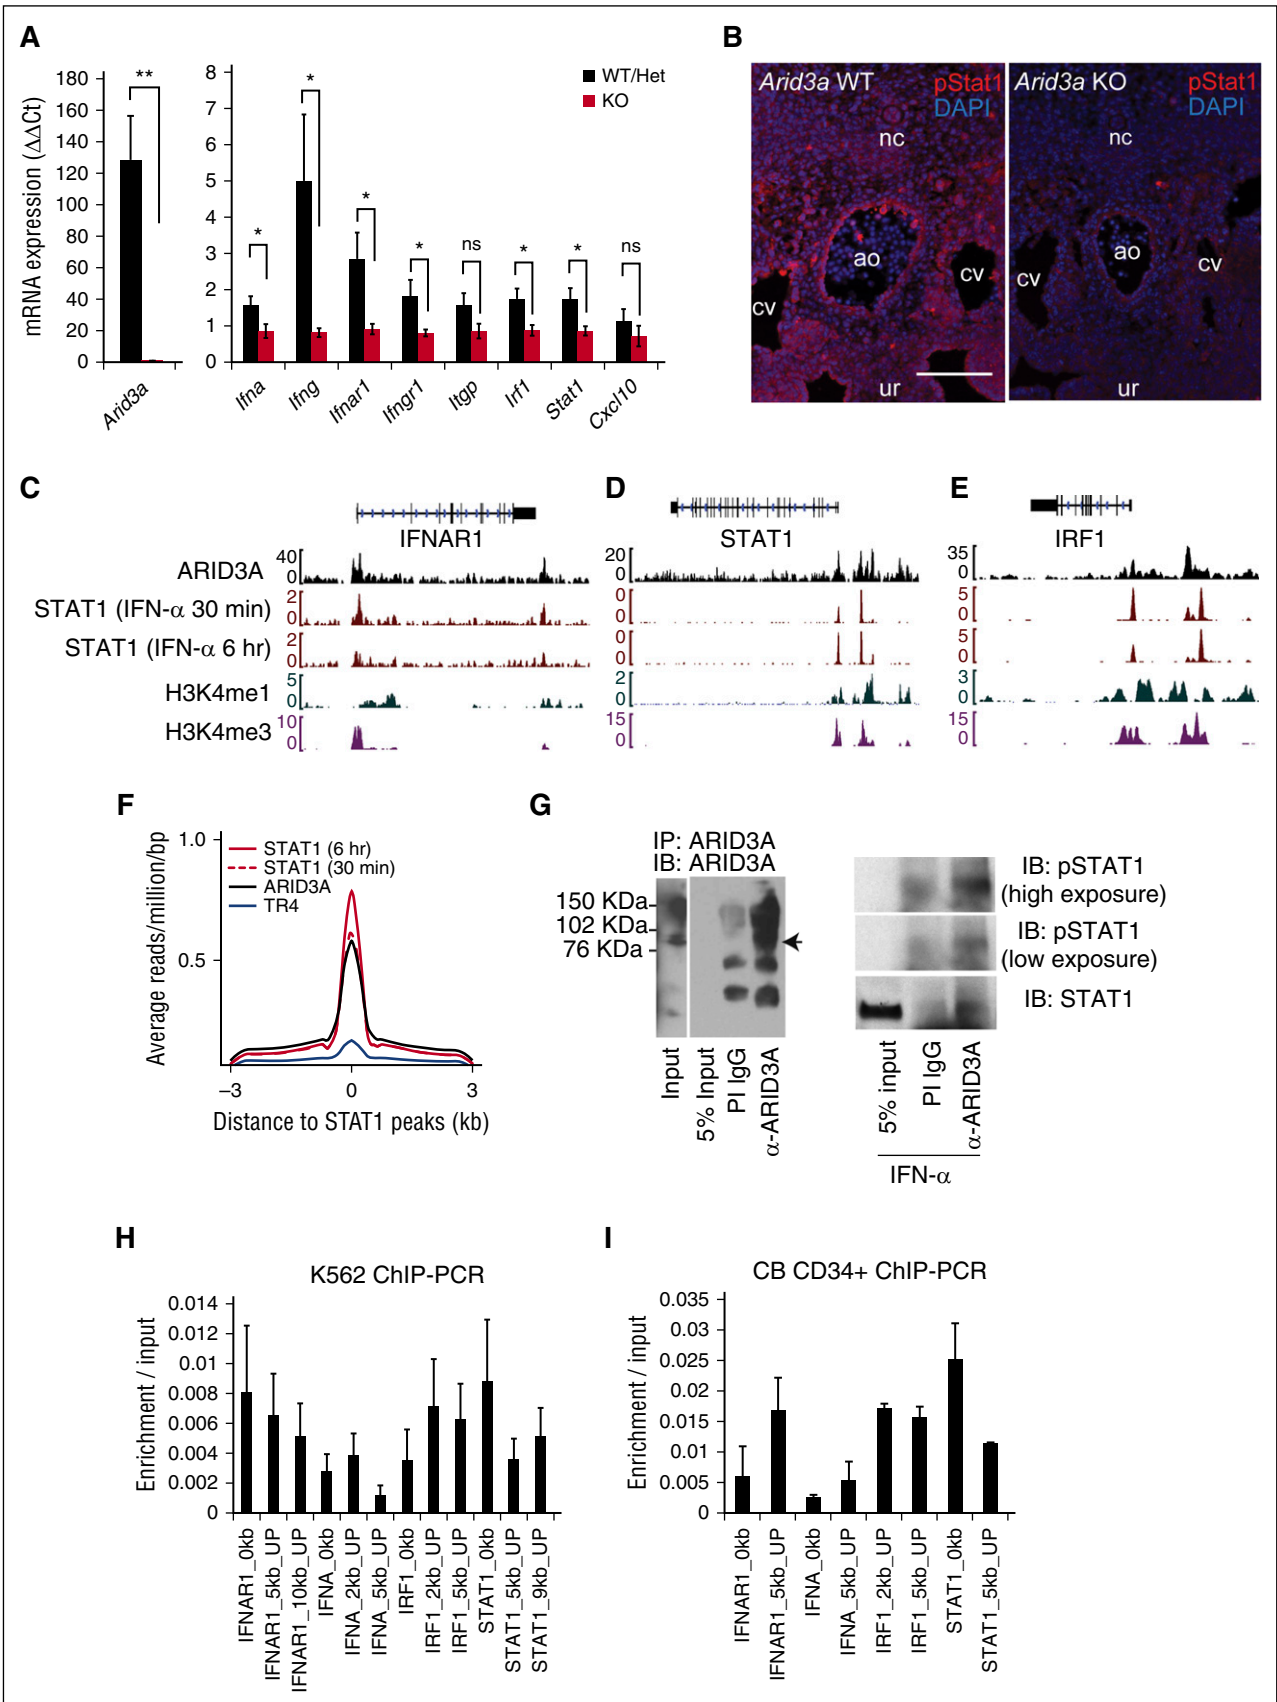 A
mRNA expression (ΔΔCt)
180
160
140
120
100
80
60
40
20
0
**
Arid3a
8
7
6
5
4
3
2
1
0
*
*
*
*
ns
*
*
ns
WT/Het
KO
Ifna
Ifng
Ifnar1
Ifngr1
Itgp
Irf1
Stat1
Cxcl10
B
Arid3a WT
pStat1
DAPI
nc
ao
cv
cv
ur
Arid3a KO
pStat1
DAPI
nc
ao
cv
cv
ur
C
IFNAR1
D
STAT1
E
IRF1
ARID3A
40
0
20
0
35
0
STAT1 (IFN-α 30 min)
2
0
0
0
5
0
STAT1 (IFN-α 6 hr)
2
0
0
0
5
0
H3K4me1
5
0
2
0
3
0
H3K4me3
10
0
15
0
15
0
F
Average reads/million/bp
1.0
0.5
STAT1 (6 hr)
STAT1 (30 min)
ARID3A
TR4
−3
0
3
Distance to STAT1 peaks (kb)
G
IP: ARID3A
IB: ARID3A
150 KDa
102 KDa
76 KDa
Input
5% Input
PI IgG
α-ARID3A
IB: pSTAT1
(high exposure)
IB: pSTAT1
(low exposure)
IB: STAT1
5% input
PI IgG
α-ARID3A
IFN-α
H
K562 ChIP-PCR
Enrichment / input
0.014
0.012
0.01
0.008
0.006
0.004
0.002
0
IFNAR1_0kb
IFNAR1_5kb_UP
IFNAR1_10kb_UP
IFNA_0kb
IFNA_2kb_UP
IFNA_5kb_UP
IRF1_0kb
IRF1_2kb_UP
IRF1_5kb_UP
STAT1_0kb
STAT1_5kb_UP
STAT1_9kb_UP
I
CB CD34+ ChIP-PCR
Enrichment / input
0.035
0.03
0.025
0.02
0.015
0.01
0.005
0
IFNAR1_0kb
IFNAR1_5kb_UP
IFNA_0kb
IFNA_5kb_UP
IRF1_2kb_UP
IRF1_5kb_UP
STAT1_0kb
STAT1_5kb_UP